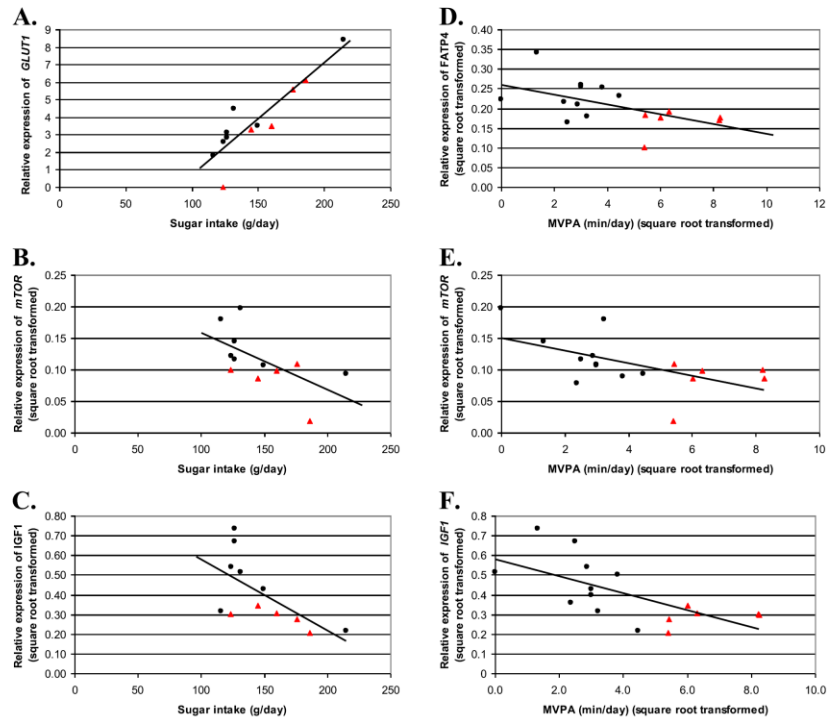 A.
Relative expression of GLUT1
9
8
7
6
5
4
3
2
1
0
0 50 100 150 200 250
Sugar intake (g/day)
D.
Relative expression of FATP4
(square root transformed)
0.40
0.35
0.30
0.25
0.20
0.15
0.10
0.05
0.00
0 2 4 6 8 10 12
MVPA (min/day) (square root transformed)
B.
Relative expression of mTOR
(square root transformed)
0.25
0.20
0.15
0.10
0.05
0.00
0 50 100 150 200 250
Sugar intake (g/day)
E.
Relative expression of mTOR
(square root transformed)
0.25
0.20
0.15
0.10
0.05
0.00
0 2 4 6 8 10
MVPA (min/day) (square root transformed)
C.
Relative expression of IGF1
(square root transformed)
0.80
0.70
0.60
0.50
0.40
0.30
0.20
0.10
0.00
0 50 100 150 200 250
Sugar intake (g/day)
F.
Relative expression of IGF1
(square root transformed)
0.8
0.7
0.6
0.5
0.4
0.3
0.2
0.1
0
0.0 2.0 4.0 6.0 8.0 10.0
MVPA (min/day) (square root transformed)